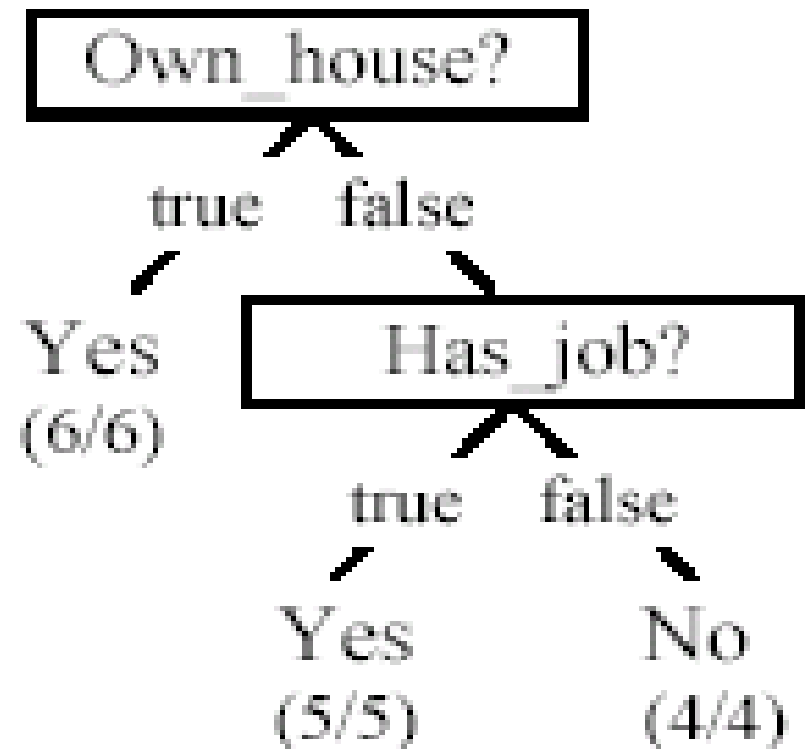 Own_house?
true false
Yes
(6/6)
Has_job?
true false
Yes No
(5/5) (4/4)